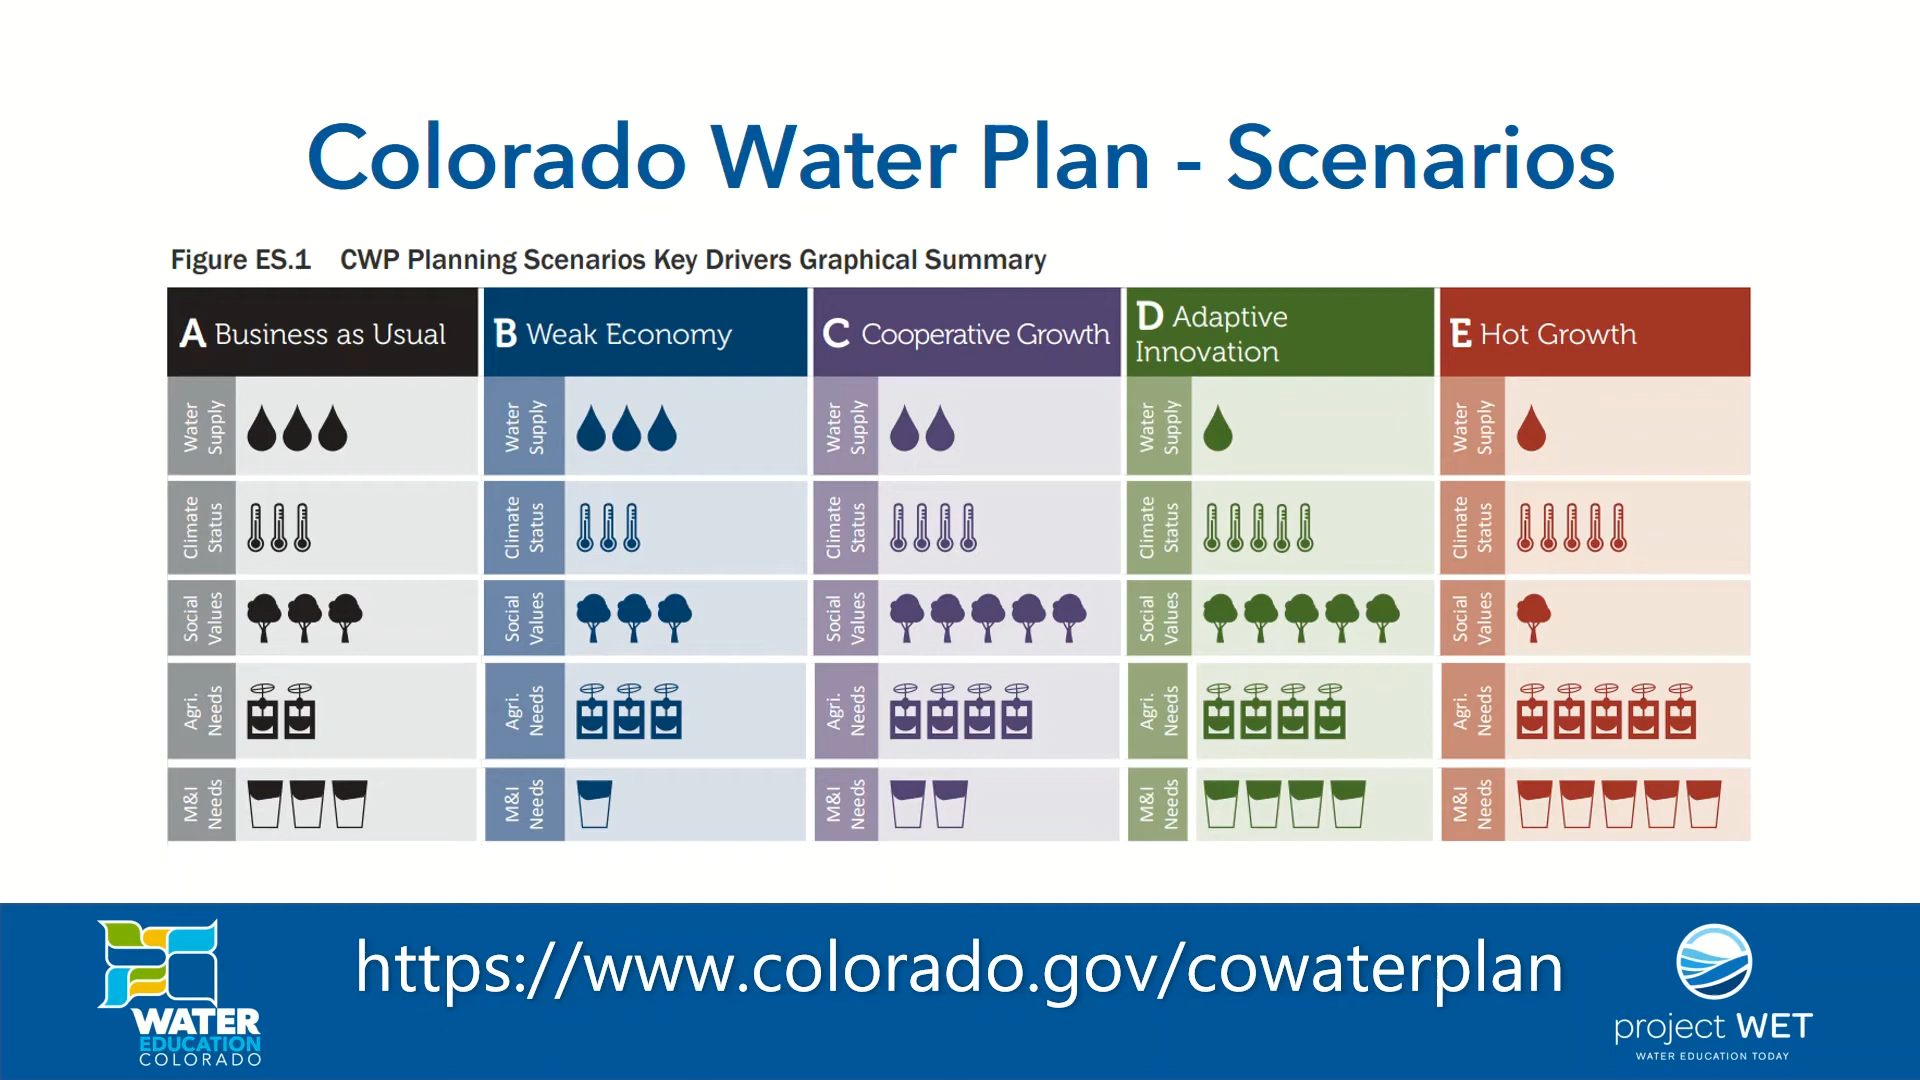 Colorado Water Plan - Scenarios
Figure ES.1 CWP Planning Scenarios Key Drivers Graphical Summary
A Business as Usual
Water
Supply
Climate
Status
Social
Values
Agri.
Needs
M&I
Needs
B Weak Economy
Water
Supply
Climate
Status
Social
Values
Agri.
Needs
M&I
Needs
C Cooperative Growth
Water
Supply
Climate
Status
Social
Values
Agri.
Needs
M&I
Needs
D Adaptive
Innovation
Water
Supply
Climate
Status
Social
Values
Agri.
Needs
M&I
Needs
E Hot Growth
Water
Supply
Climate
Status
Social
Values
Agri.
Needs
M&I
Needs
WATER
EDUCATION
COLORADO
https://www.colorado.gov/cowaterplan
project WET
WATER EDUCATION TODAY